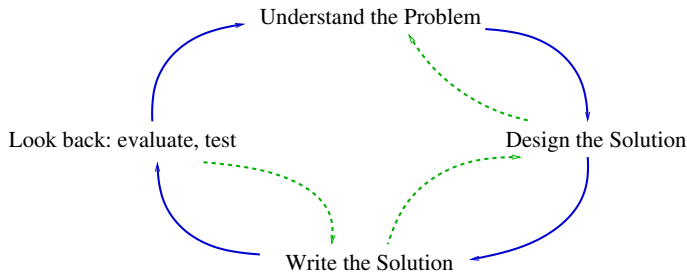 Understand the Problem
Look back: evaluate, test
Design the Solution
Write the Solution